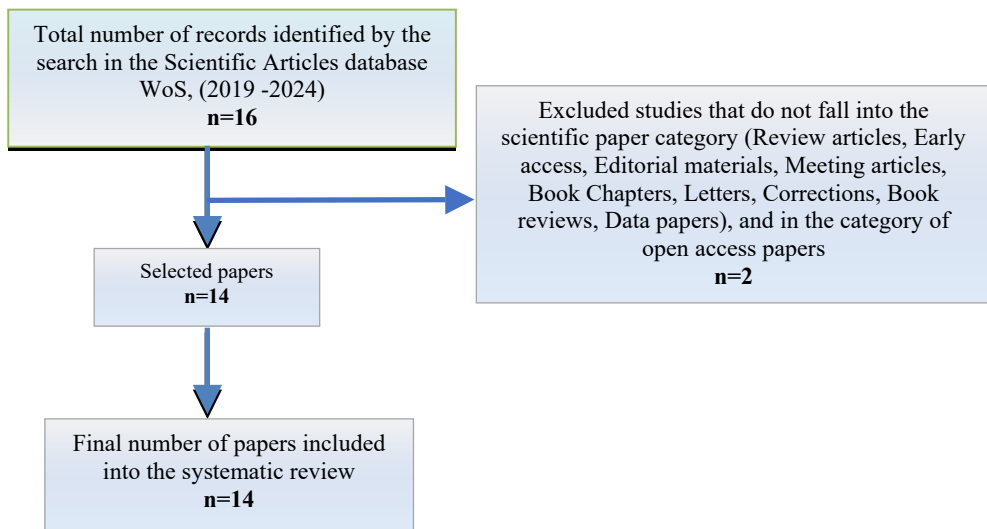 Total number of records identified by the
search in the Scientific Articles database
WoS, (2019 -2024)
n=16
Excluded studies that do not fall into the
scientific paper category (Review articles, Early
access, Editorial materials, Meeting articles,
Book Chapters, Letters, Corrections, Book
reviews, Data papers), and in the category of
open access papers
n=2
Selected papers
n=14
Final number of papers included
into the systematic review
n=14